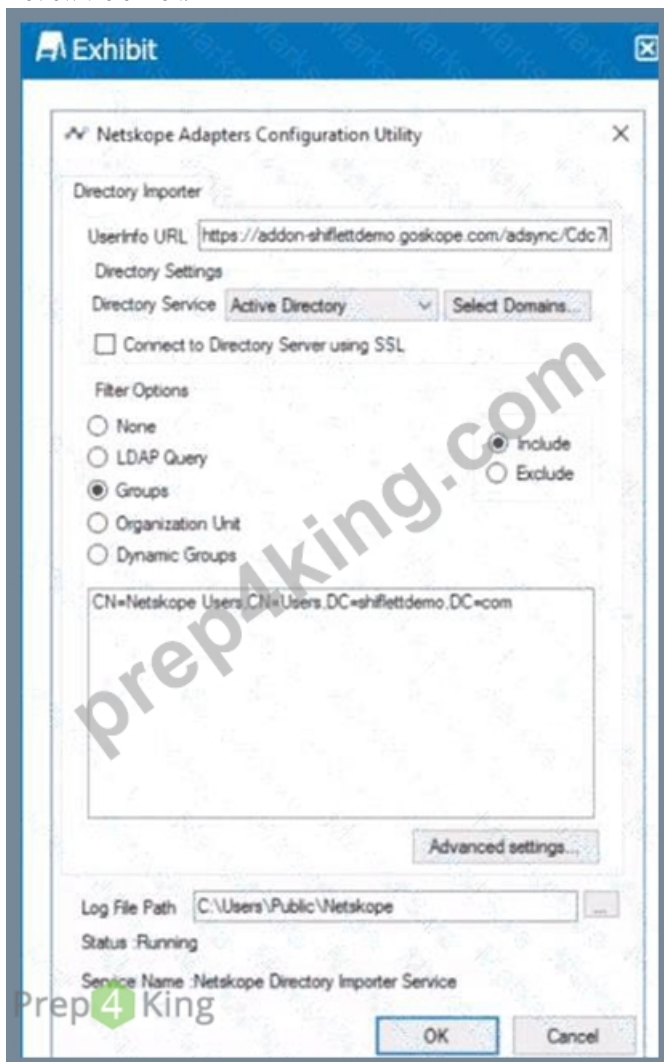 Exhibit
Netskope Adapters Configuration Utility
Directory Importer
UserInfo URL https://addon-shiflettdemo.goskope.com/adsync/Cdc7
Directory Settings
Directory Service Active Directory Select Domains...
Connect to Directory Server using SSL
Filter Options
None
LDAP Query
Groups
Organization Unit
Dynamic Groups
Include
Exclude
CN=Netskope Users,CN=Users,DC=shiflettdemo,DC=com
prep4king.com
Advanced settings...
Log File Path C:\Users\Public\Netskope ...
Status :Running
Service Name :Netskope Directory Importer Service
Prep4King
OK Cancel